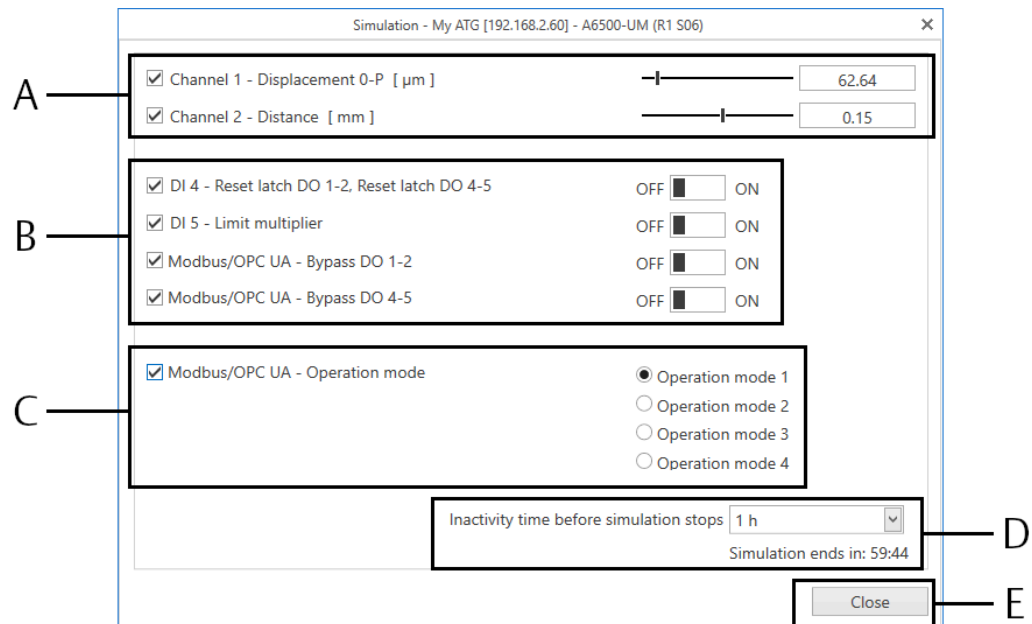 Simulation - My ATG [192.168.2.60] - A6500-UM (R1 S06)
A
Channel 1 - Displacement 0-P [ µm ] 62.64
Channel 2 - Distance [ mm ] 0.15
B
DI 4 - Reset latch DO 1-2, Reset latch DO 4-5 OFF ON
DI 5 - Limit multiplier OFF ON
Modbus/OPC UA - Bypass DO 1-2 OFF ON
Modbus/OPC UA - Bypass DO 4-5 OFF ON
C
Modbus/OPC UA - Operation mode Operation mode 1
Operation mode 2
Operation mode 3
Operation mode 4
Inactivity time before simulation stops 1 h
D
Simulation ends in: 59:44
Close E